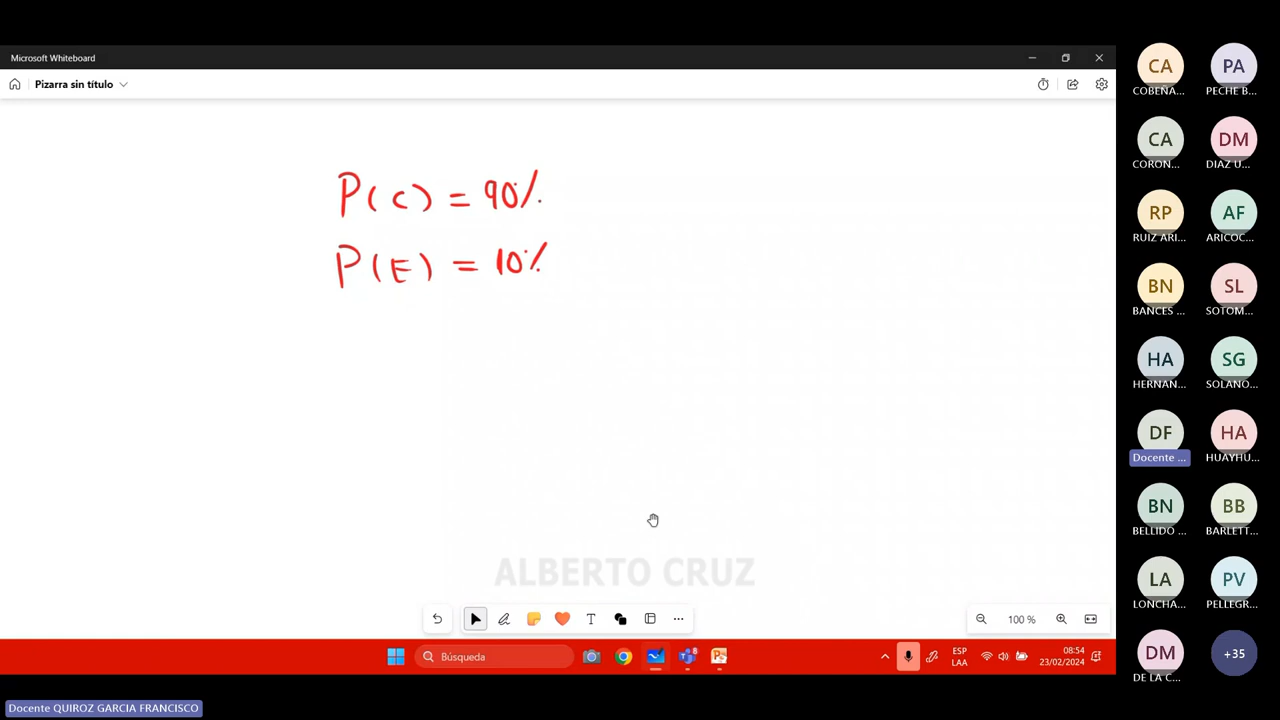 Microsoft Whiteboard
Pizarra sin título
P(C) = 90%
P(E) = 10%
ALBERTO CRUZ
100 %
Búsqueda
8
ESP
LAA
08:54
23/02/2024
CA
COBEÑA...
PA
PECHE B...
CA
CORON...
DM
DIAZ U...
RP
RUIZ ARI...
AF
ARICOC...
BN
BANCES ...
SL
SOTOM...
HA
HERNAN...
SG
SOLANO...
DF
Docente ...
HA
HUAYHU...
BN
BELLIDO ...
BB
BARLETT...
LA
LONCHA...
PV
PELLEGR...
DM
DE LA C...
+35
Docente QUIROZ GARCIA FRANCISCO